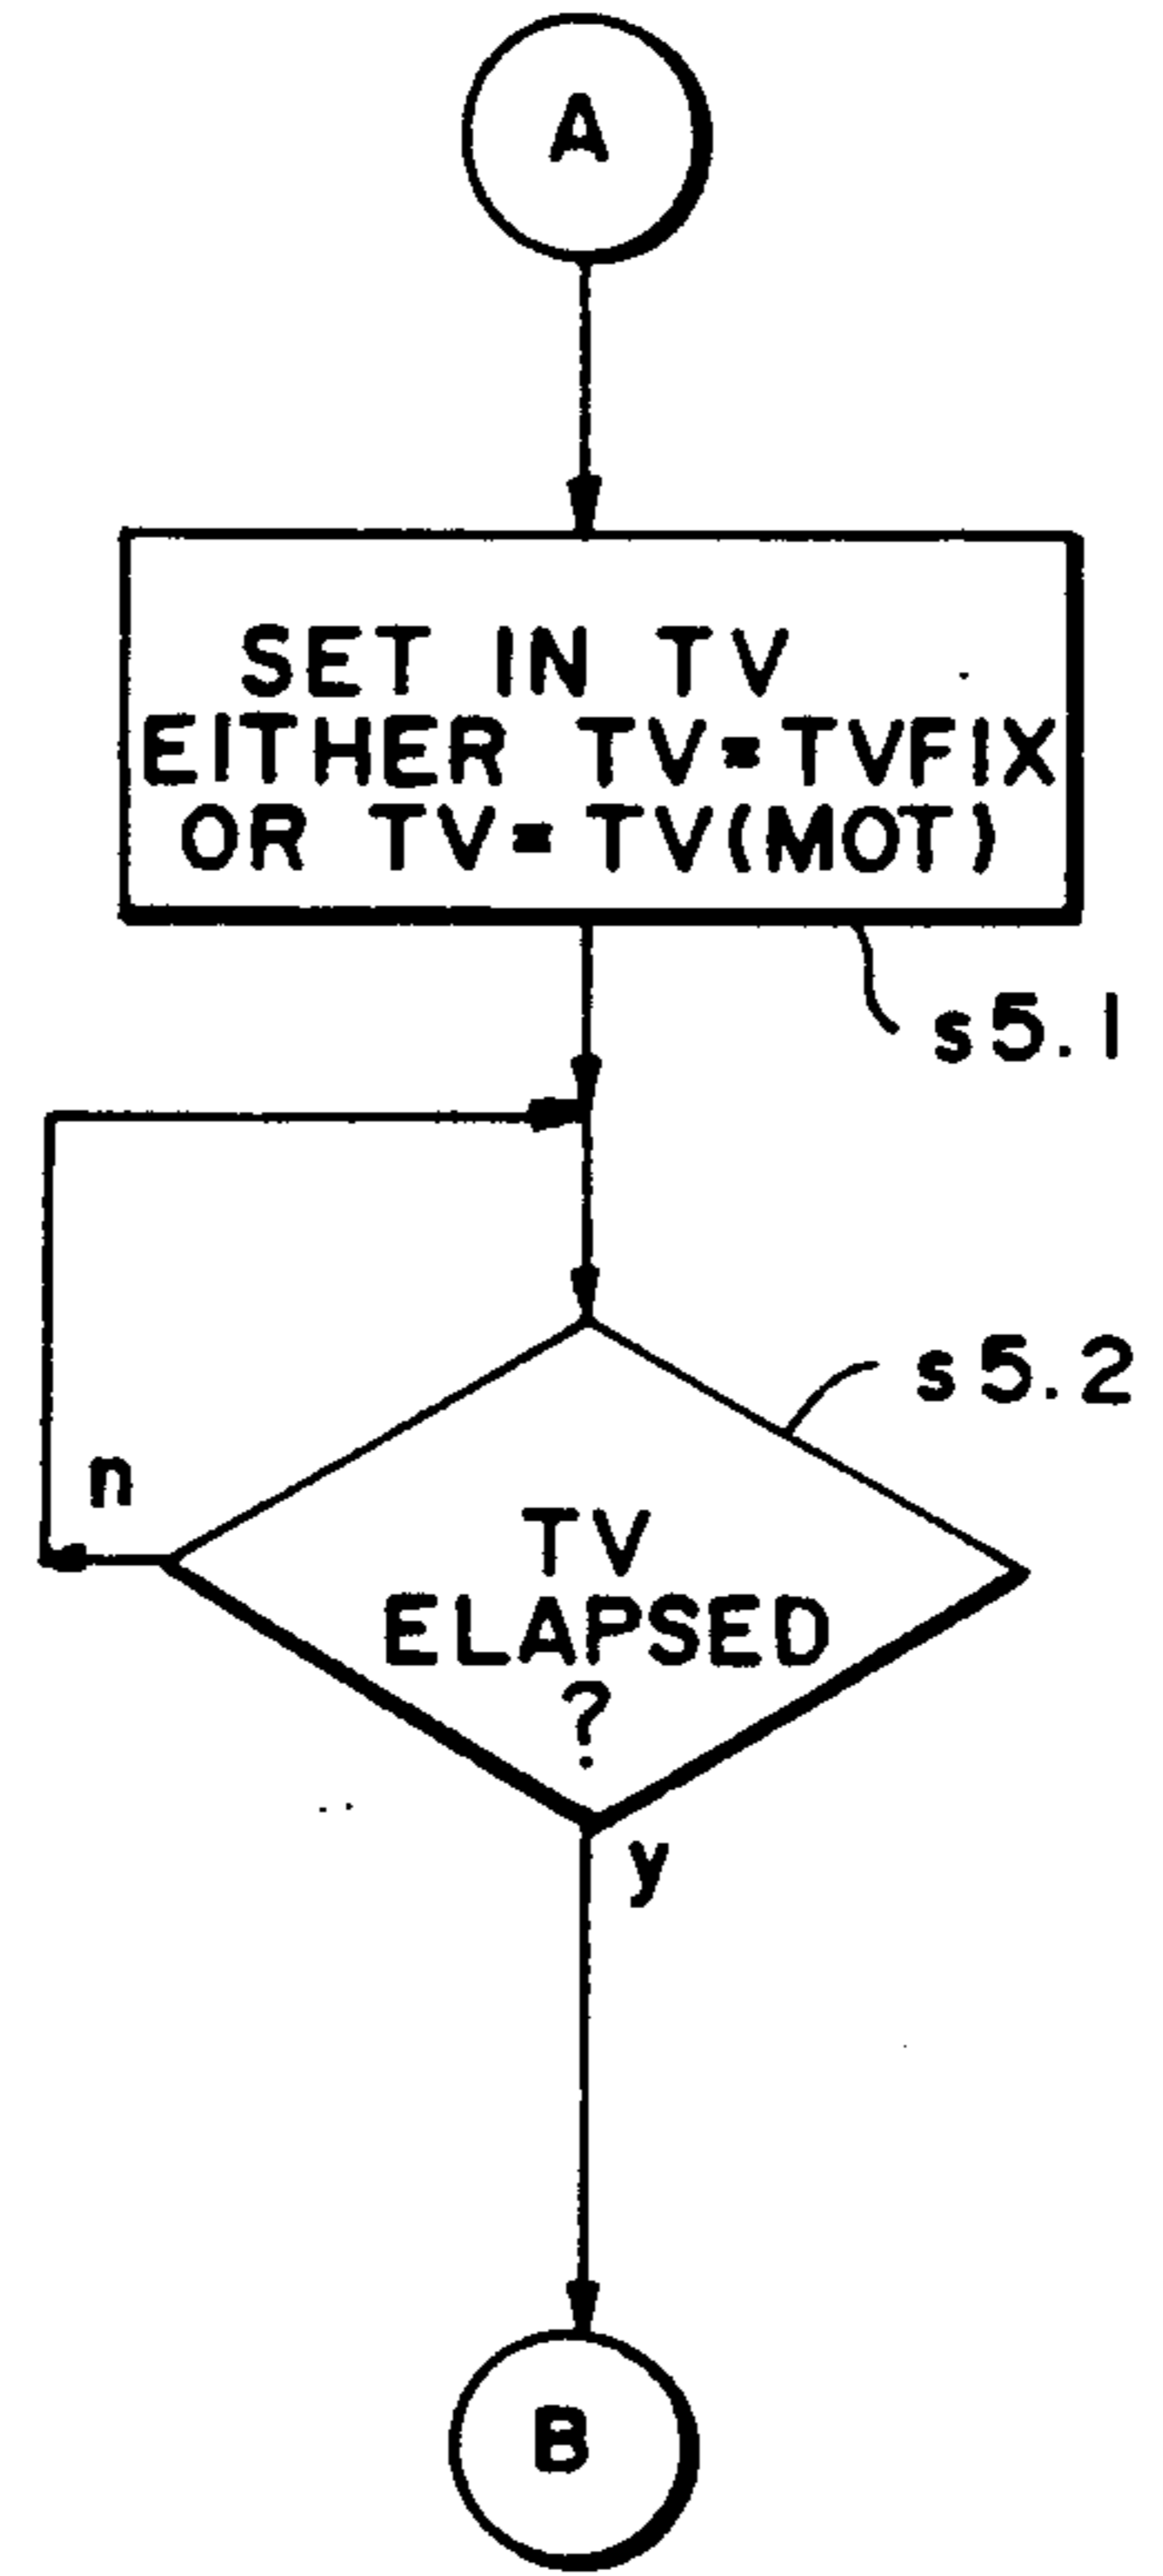 A
SET IN TV
EITHER TV=TVFIX
OR TV=TV(MOT)
s5.1
s5.2
n
TV
ELAPSED
?
y
B